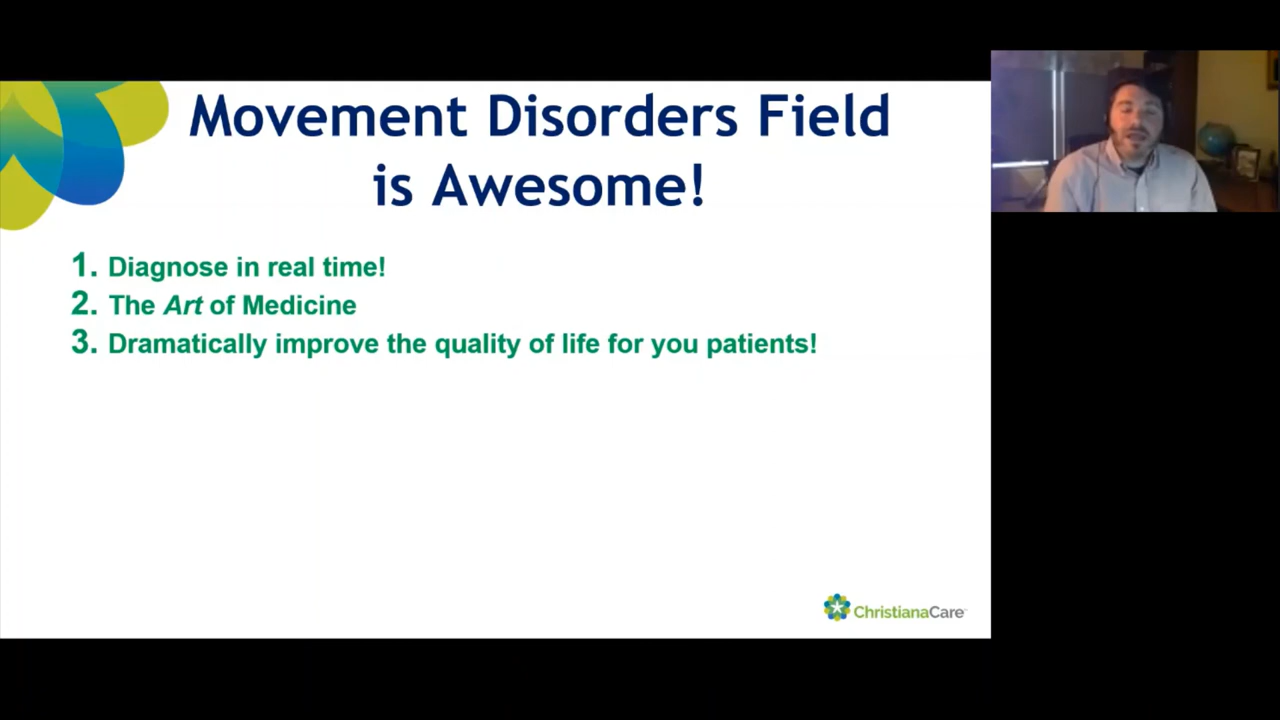 Movement Disorders Field
is Awesome!
1. Diagnose in real time!
2. The Art of Medicine
3. Dramatically improve the quality of life for you patients!
ChristianaCare